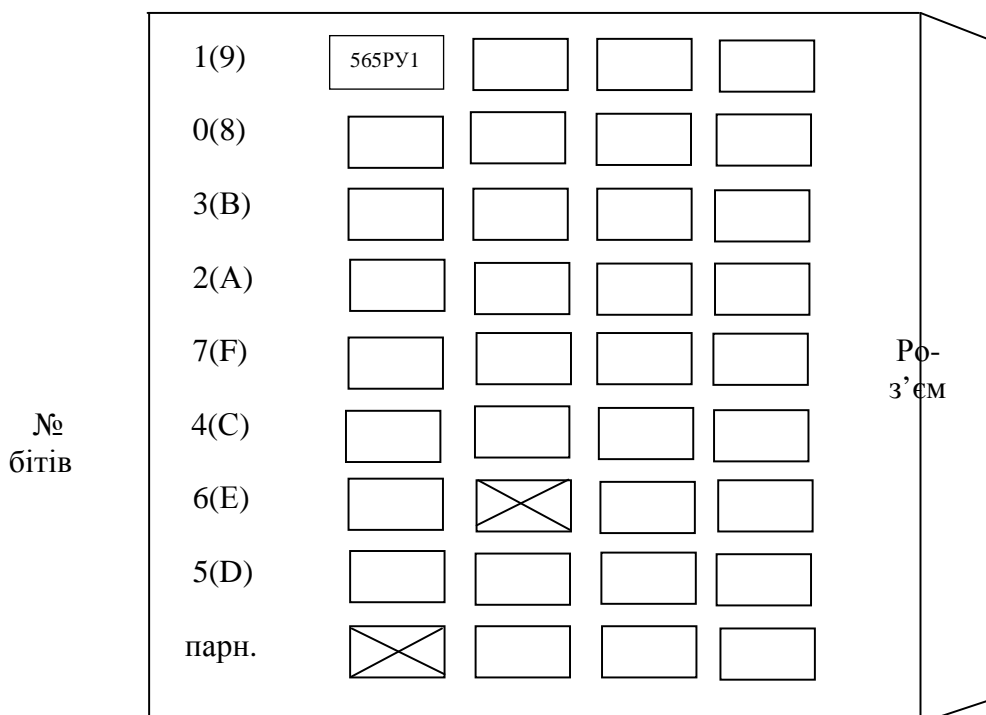 1(9)
565РУ1
0(8)
3(В)
2(А)
7(F)
Ро-
з’єм
4(С)
№
бітів
6(Е)
5(D)
парн.